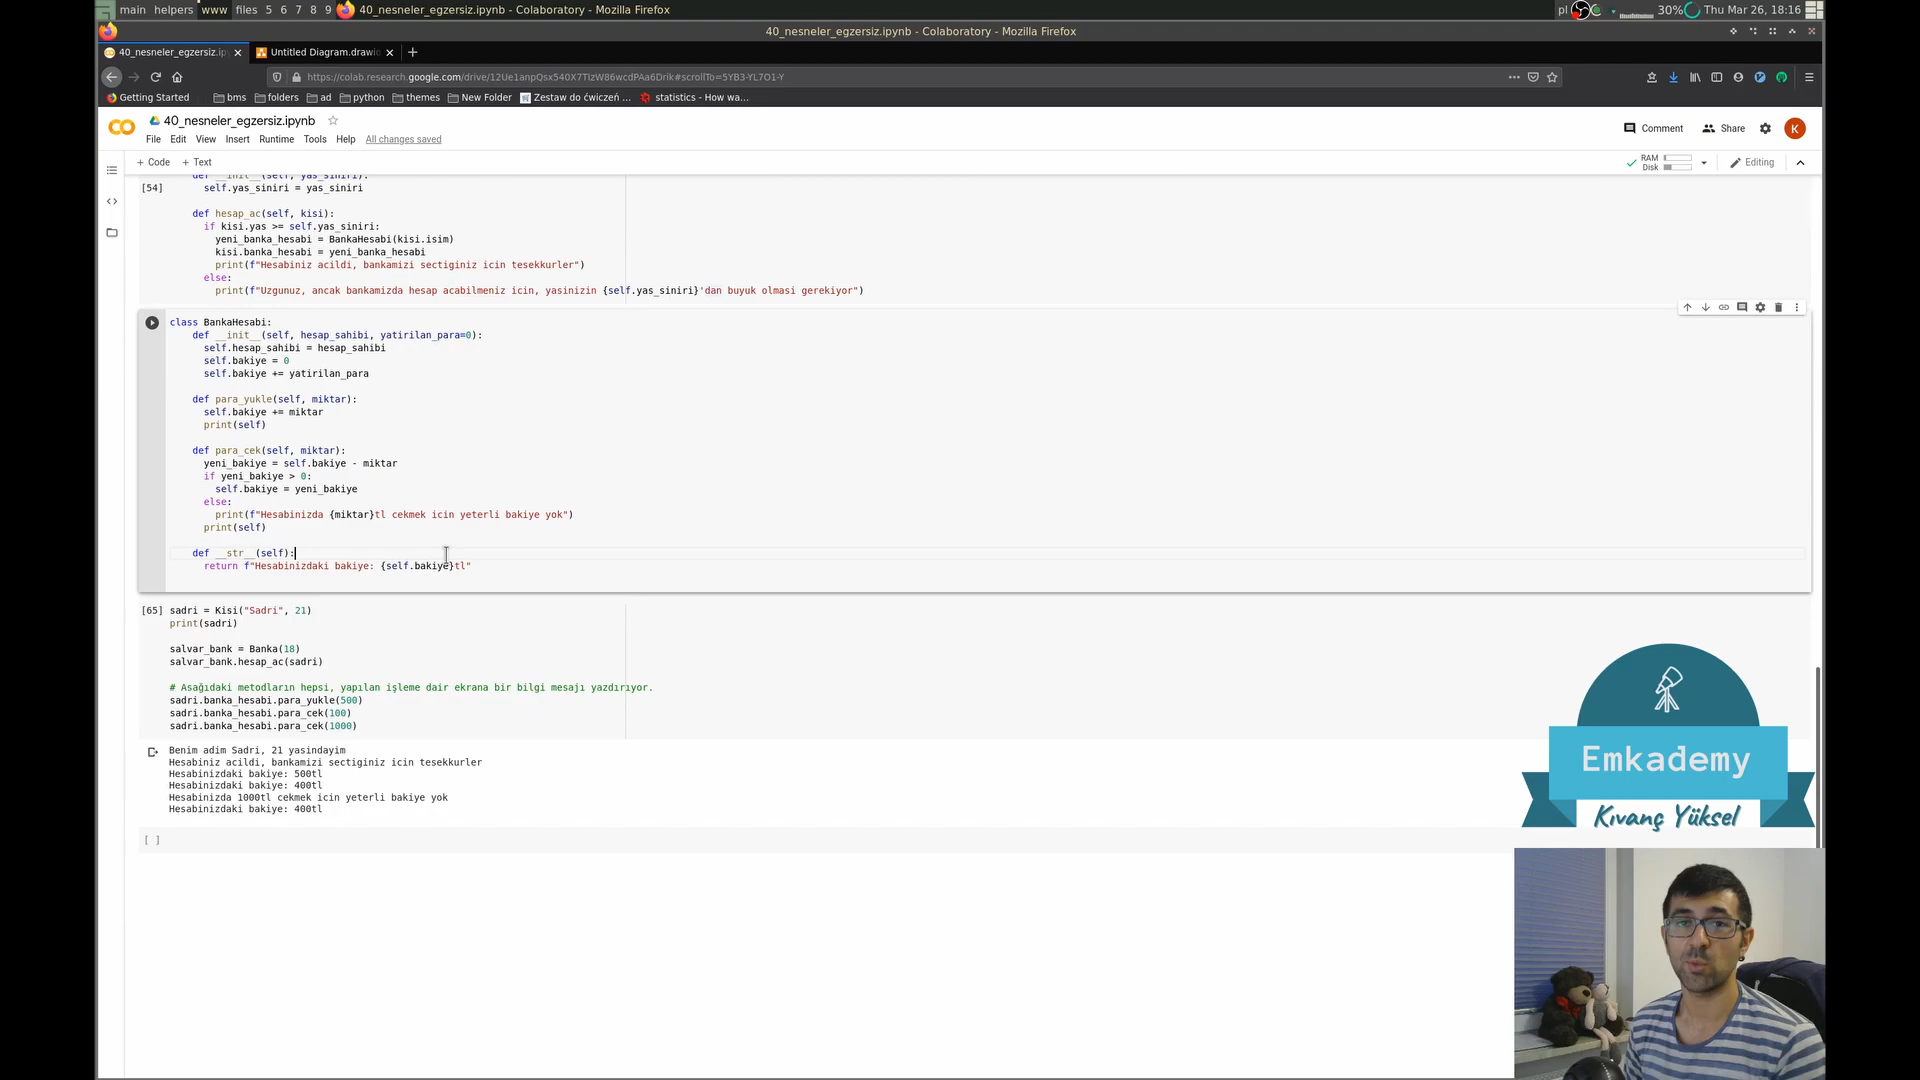 main helpers www files 5 6 7 8 9 40_nesneler_egzersiz.ipynb - Colaboratory - Mozilla Firefox
pl 30% Thu Mar 26, 18:16
40_nesneler_egzersiz.ipynb - Colaboratory - Mozilla Firefox
40_nesneler_egzersiz.ip Untitled Diagram.drawio
https://colab.research.google.com/drive/12Ue1anpQsx540X7TIzW86wcdPAa6Drik#scrollTo=5YB3-YL7O1-Y
Getting Started bms folders ad python themes New Folder Zestaw do ćwiczeń ... statistics - How wa...
40_nesneler_egzersiz.ipynb
File Edit View Insert Runtime Tools Help All changes saved
Comment Share K
+ Code + Text
RAM
Disk
Editing
def __init__(self, yas_siniri):
[54] self.yas_siniri = yas_siniri
def hesap_ac(self, kisi):
if kisi.yas >= self.yas_siniri:
yeni_banka_hesabi = BankaHesabi(kisi.isim)
kisi.banka_hesabi = yeni_banka_hesabi
print(f"Hesabiniz acildi, bankamizi sectiginiz icin tesekkurler")
else:
print(f"Uzgunuz, ancak bankamizda hesap acabilmeniz icin, yasinizin {self.yas_siniri}'dan buyuk olmasi gerekiyor")
class BankaHesabi:
def __init__(self, hesap_sahibi, yatirilan_para=0):
self.hesap_sahibi = hesap_sahibi
self.bakiye = 0
self.bakiye += yatirilan_para
def para_yukle(self, miktar):
self.bakiye += miktar
print(self)
def para_cek(self, miktar):
yeni_bakiye = self.bakiye - miktar
if yeni_bakiye > 0:
self.bakiye = yeni_bakiye
else:
print(f"Hesabinizda {miktar}tl cekmek icin yeterli bakiye yok")
print(self)
def __str__(self):
return f"Hesabinizdaki bakiye: {self.bakiye}tl"
[65] sadri = Kisi("Sadri", 21)
print(sadri)
salvar_bank = Banka(18)
salvar_bank.hesap_ac(sadri)
# Asağıdaki metodların hepsi, yapılan işleme dair ekrana bir bilgi mesajı yazdırıyor.
sadri.banka_hesabi.para_yukle(500)
sadri.banka_hesabi.para_cek(100)
sadri.banka_hesabi.para_cek(1000)
Benim adim Sadri, 21 yasindayim
Hesabiniz acildi, bankamizi sectiginiz icin tesekkurler
Hesabinizdaki bakiye: 500tl
Hesabinizdaki bakiye: 400tl
Hesabinizda 1000tl cekmek icin yeterli bakiye yok
Hesabinizdaki bakiye: 400tl
[ ]
Emkademy
Kıvanç Yüksel